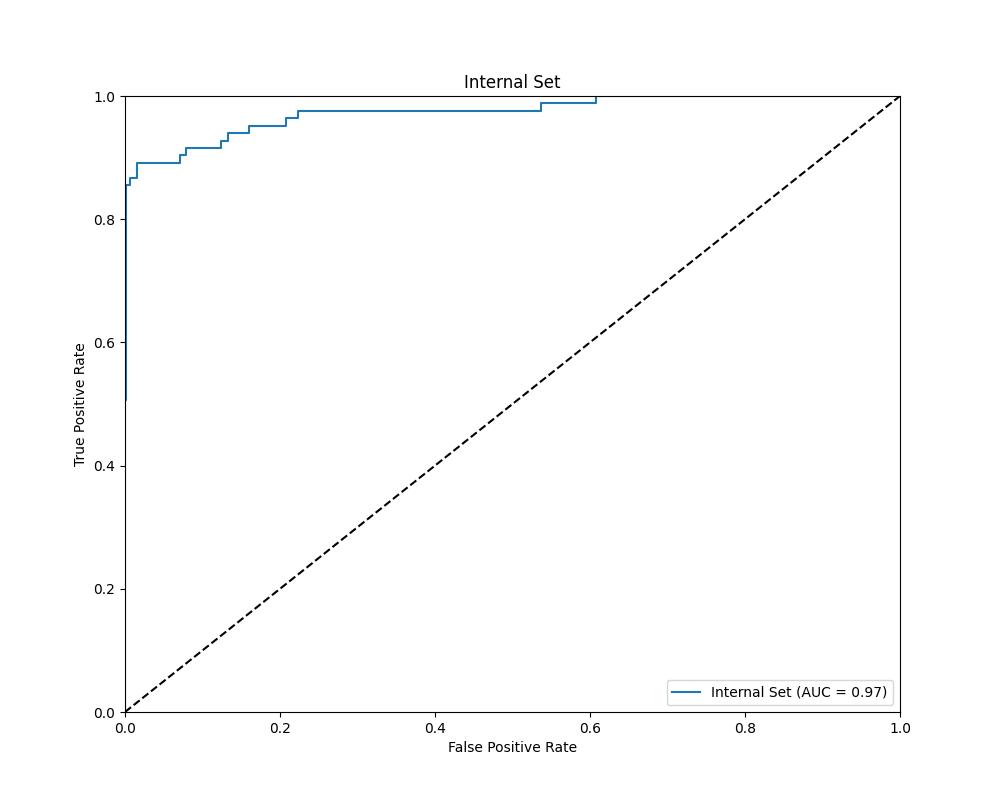 Internal Set
1.0
0.8
0.6
0.4
0.2
0.0
True Positive Rate
0.0 0.2 0.4 0.6 0.8 1.0
False Positive Rate
Internal Set (AUC = 0.97)